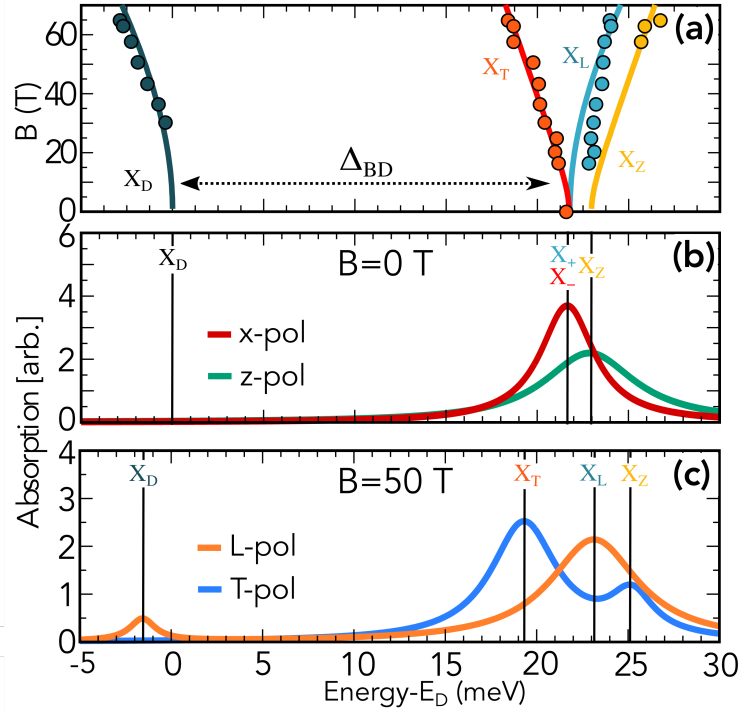 (a)
B (T)
60
40
20
0
X_D
Δ_BD
X_T
X_L
X_Z
(b)
B=0 T
Absorption [arb.]
6
4
2
0
X_D
X_+
X_-
X_Z
x-pol
z-pol
(c)
B=50 T
4
3
2
1
0
X_D
X_T
X_L
X_Z
L-pol
T-pol
-5 0 5 10 15 20 25 30
Energy-E_D (meV)